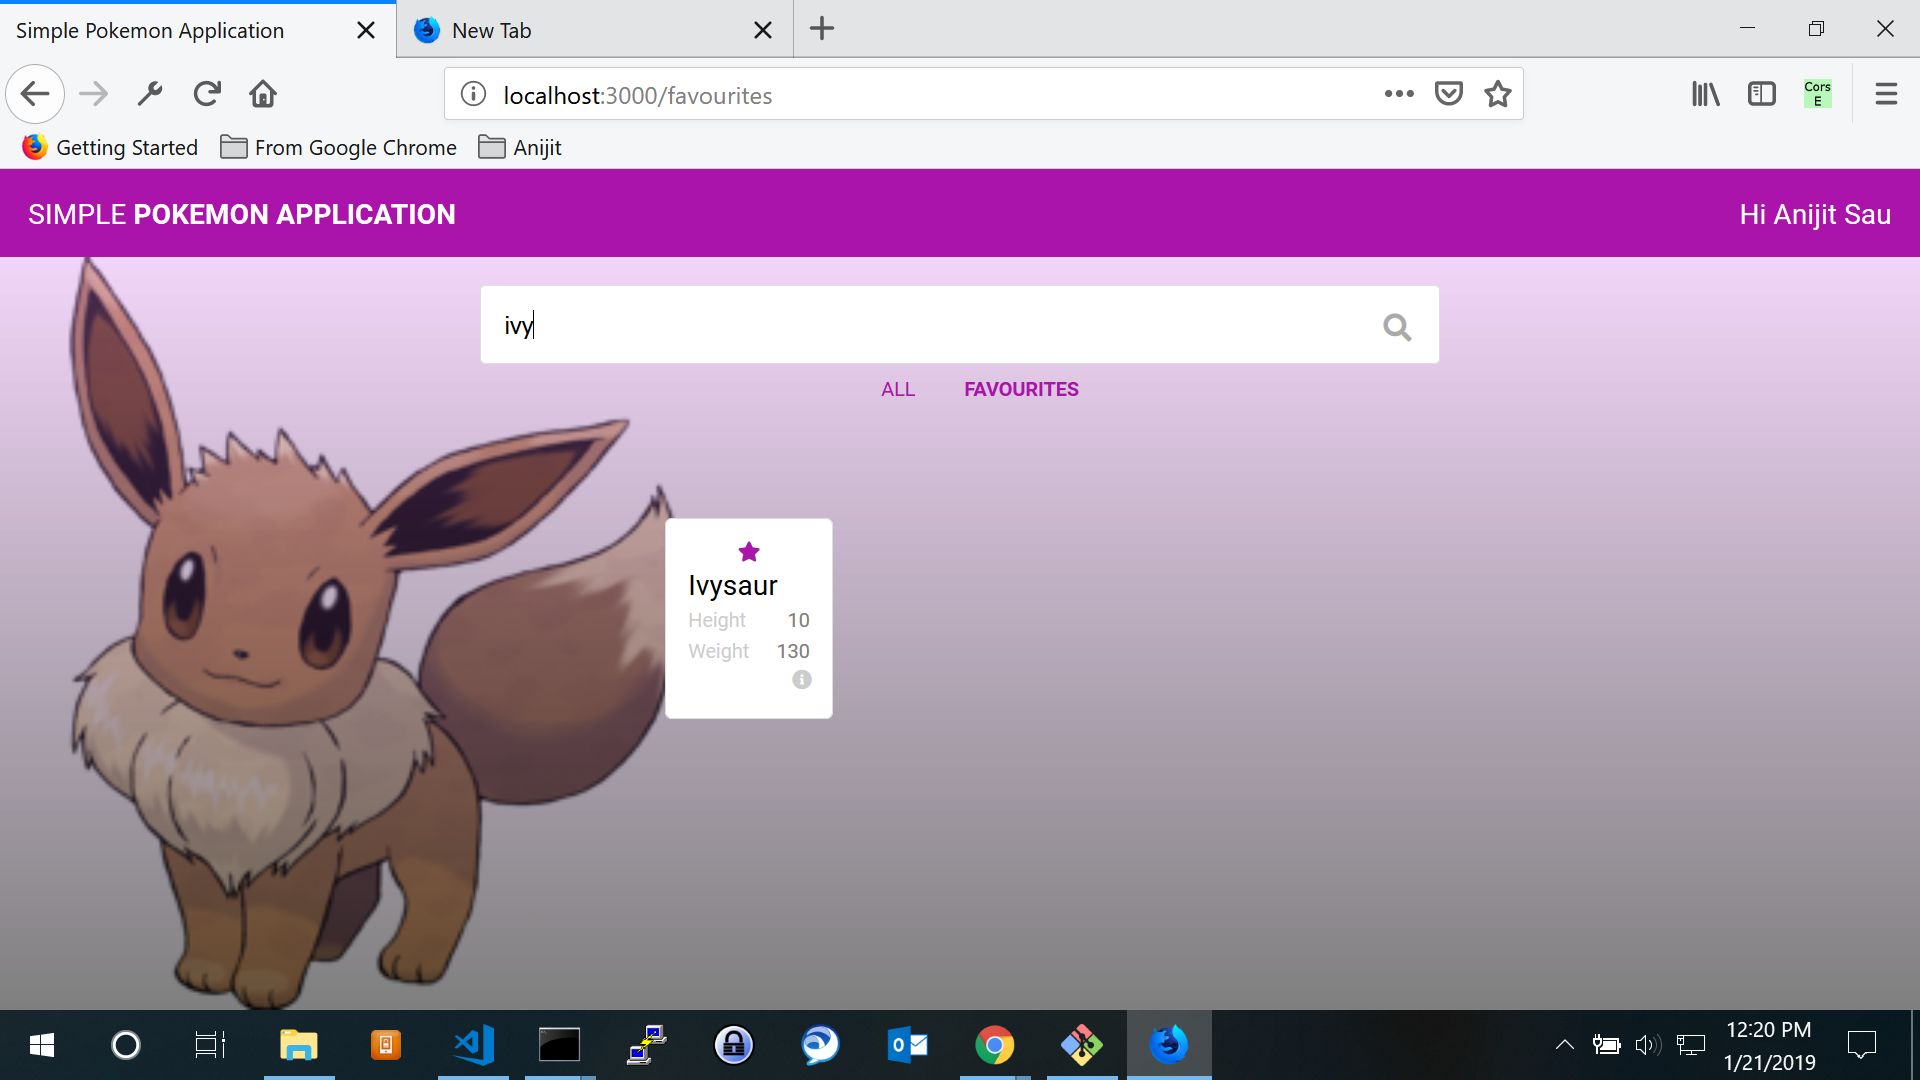 Simple Pokemon Application
New Tab
localhost:3000/favourites
Cors
E
Getting Started
From Google Chrome
Anijit
SIMPLE POKEMON APPLICATION
Hi Anijit Sau
ivy
ALL
FAVOURITES
Ivysaur
Height 10
Weight 130
12:20 PM
1/21/2019